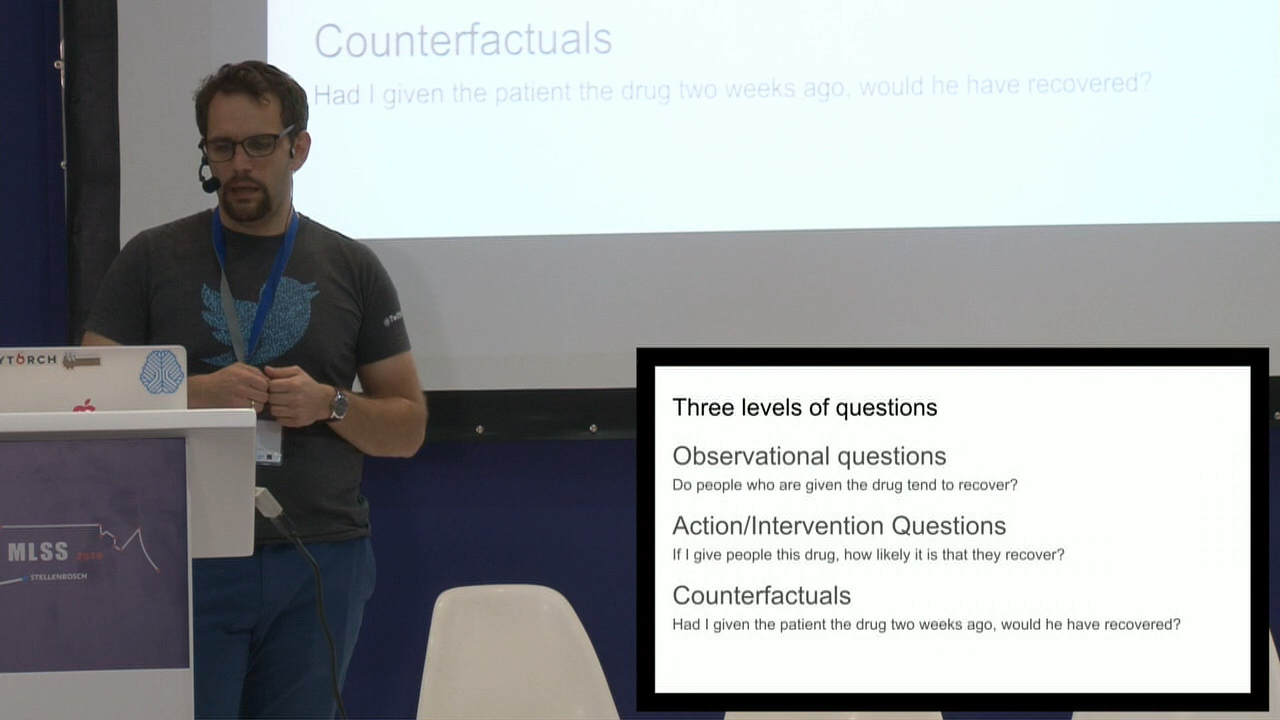 Counterfactuals
Had I given the patient the drug two weeks ago, would he have recovered?
YTORCH
MLSS 2019
STELLENBOSCH
Three levels of questions
Observational questions
Do people who are given the drug tend to recover?
Action/Intervention Questions
If I give people this drug, how likely it is that they recover?
Counterfactuals
Had I given the patient the drug two weeks ago, would he have recovered?